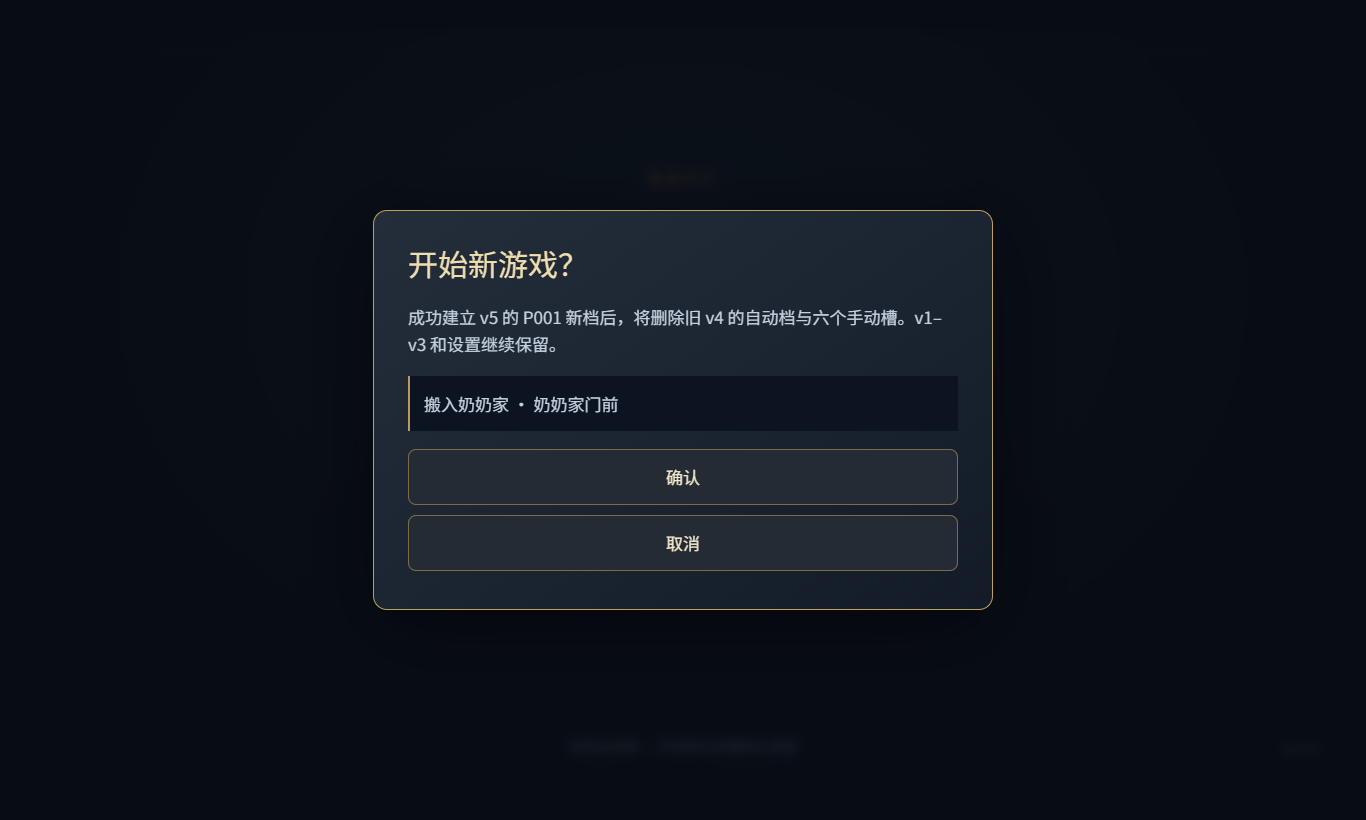 开始新游戏？
成功建立 v5 的 P001 新档后，将删除旧 v4 的自动档与六个手动槽。v1–
v3 和设置继续保留。
搬入奶奶家 · 奶奶家门前
确认
取消